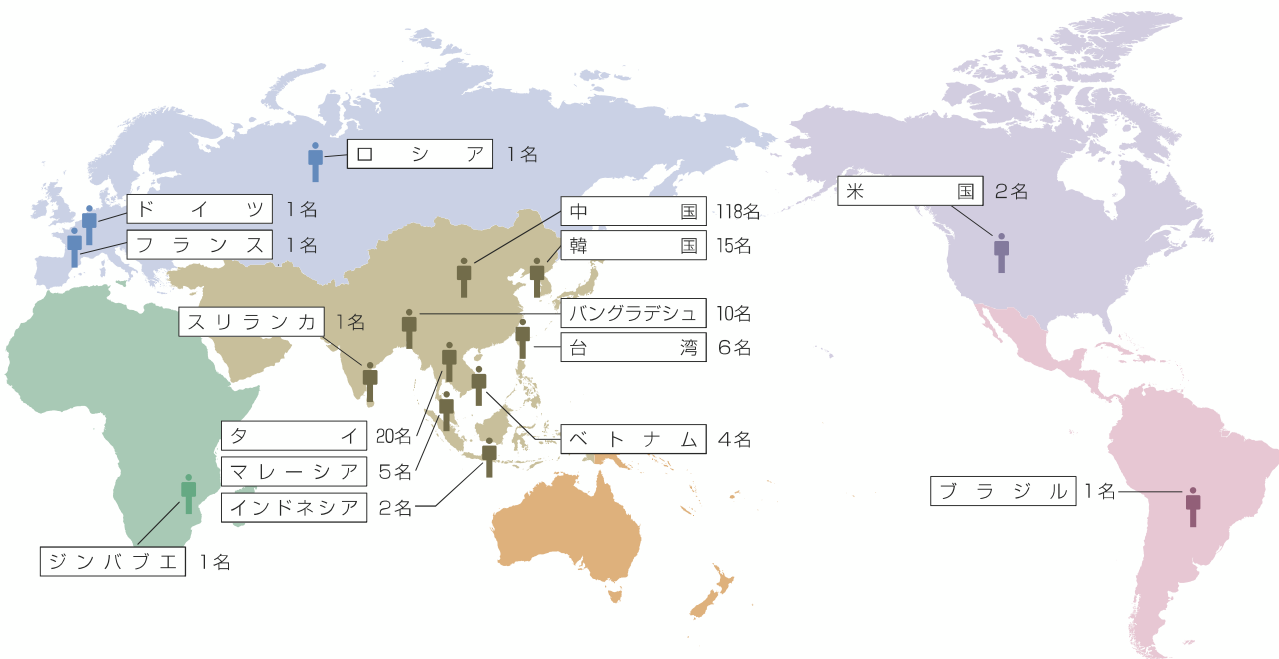 ロシア 1名
ドイツ 1名
フランス 1名
中国 118名
韓国 15名
米国 2名
スリランカ 1名
バングラデシュ 10名
台湾 6名
タイ 20名
ベトナム 4名
マレーシア 5名
インドネシア 2名
ブラジル 1名
ジンバブエ 1名